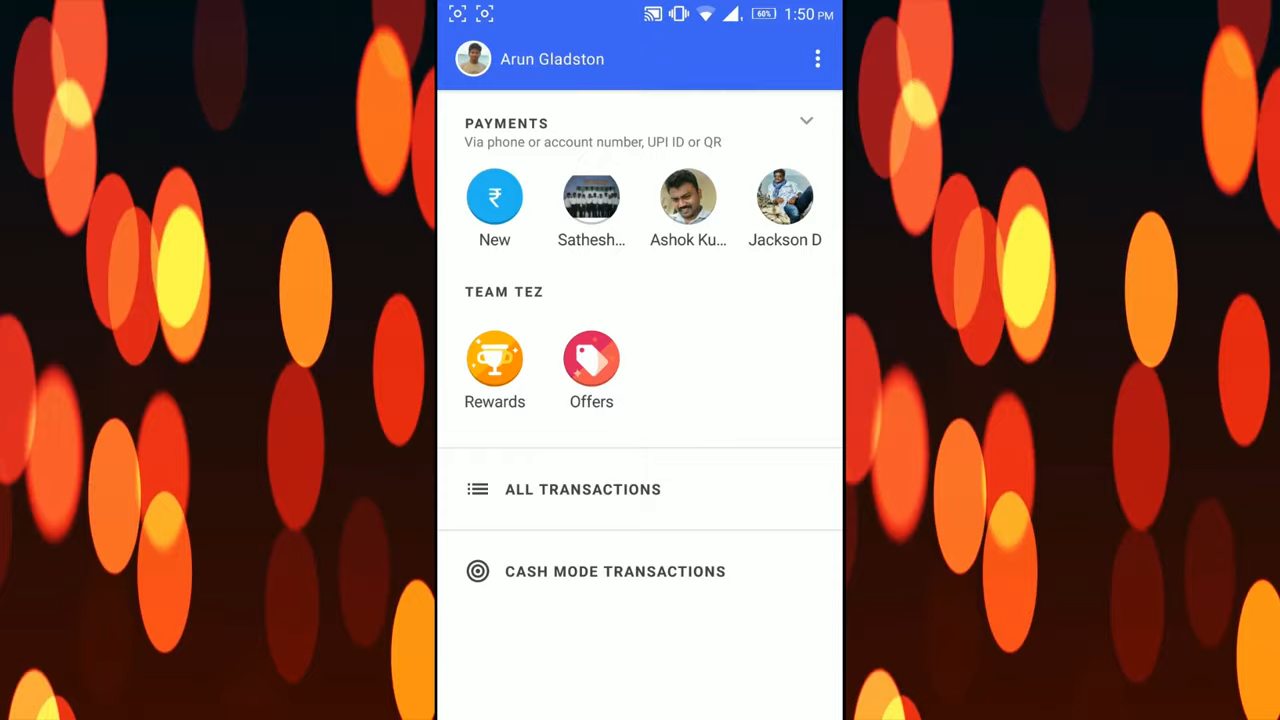 60% 1:50 PM
Arun Gladston
PAYMENTS
Via phone or account number, UPI ID or QR
₹
New Sathesh... Ashok Ku... Jackson D
TEAM TEZ
Rewards Offers
ALL TRANSACTIONS
CASH MODE TRANSACTIONS